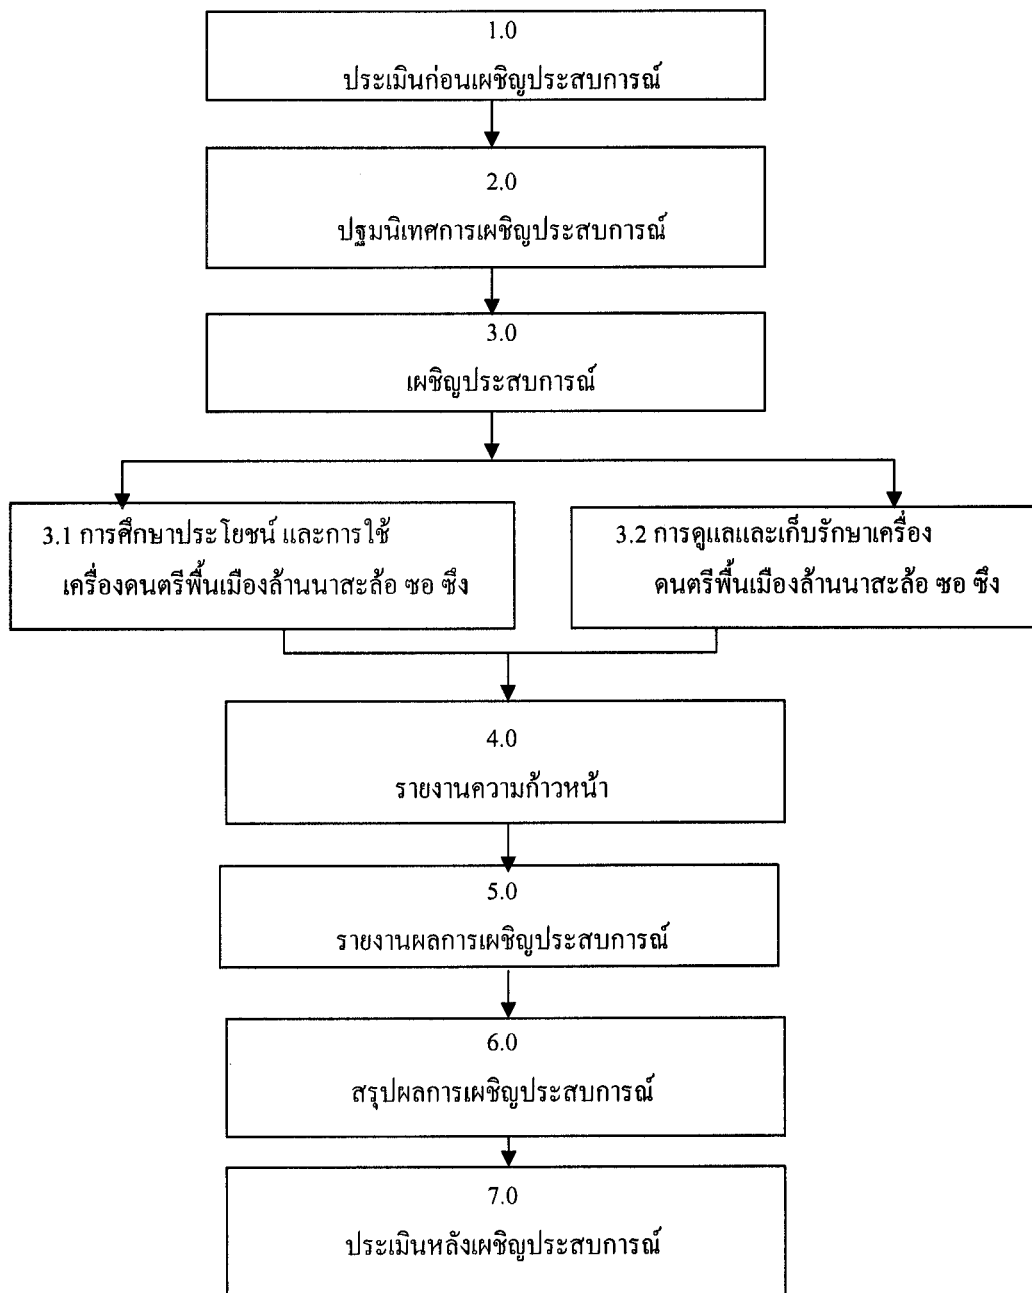 1.0
ประเมินก่อนเผชิญประสบการณ์
2.0
ปฐมนิเทศการเผชิญประสบการณ์
3.0
เผชิญประสบการณ์
3.1 การศึกษาประโยชน์ และการใช้
เครื่องดนตรีพื้นเมืองล้านนาสะล้อ ซอ ซึง
3.2 การดูแลและเก็บรักษาเครื่อง
ดนตรีพื้นเมืองล้านนาสะล้อ ซอ ซึง
4.0
รายงานความก้าวหน้า
5.0
รายงานผลการเผชิญประสบการณ์
6.0
สรุปผลการเผชิญประสบการณ์
7.0
ประเมินหลังเผชิญประสบการณ์